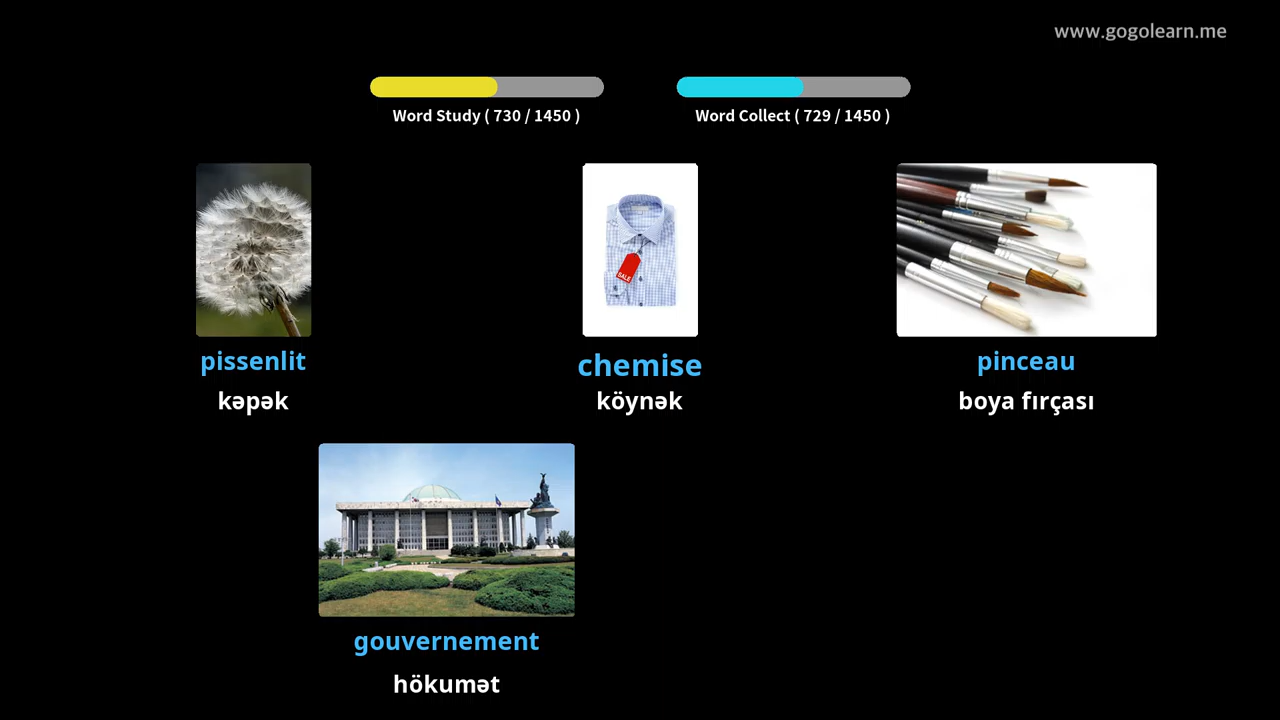 www.gogolearn.me
Word Study ( 730 / 1450 )
Word Collect ( 729 / 1450 )
SALE
pissenlit
chemise
pinceau
kəpək
köynək
boya fırçası
gouvernement
hökumət